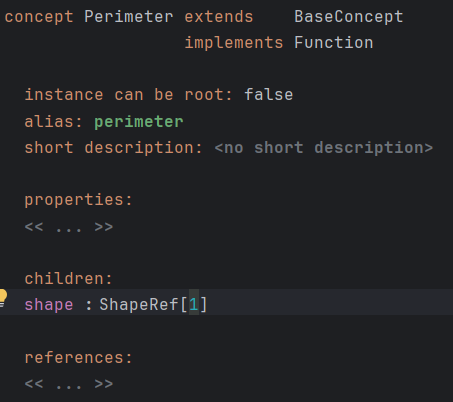 concept Perimeter extends    BaseConcept
                  implements Function

  instance can be root: false
  alias: perimeter
  short description: <no short description>

  properties:
  << ... >>

  children:
  shape : ShapeRef[1]

  references:
  << ... >>